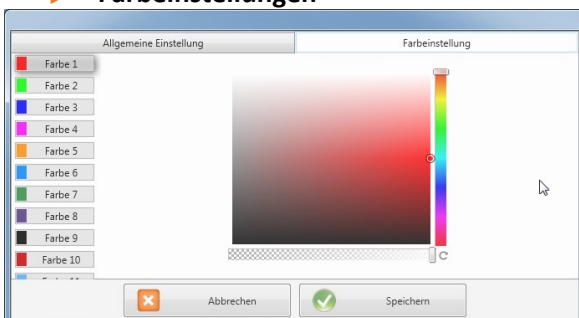 Farbeinstellungen
Allgemeine Einstellung
Farbeinstellung
Farbe 1
Farbe 2
Farbe 3
Farbe 4
Farbe 5
Farbe 6
Farbe 7
Farbe 8
Farbe 9
Farbe 10
Abbrechen
Speichern